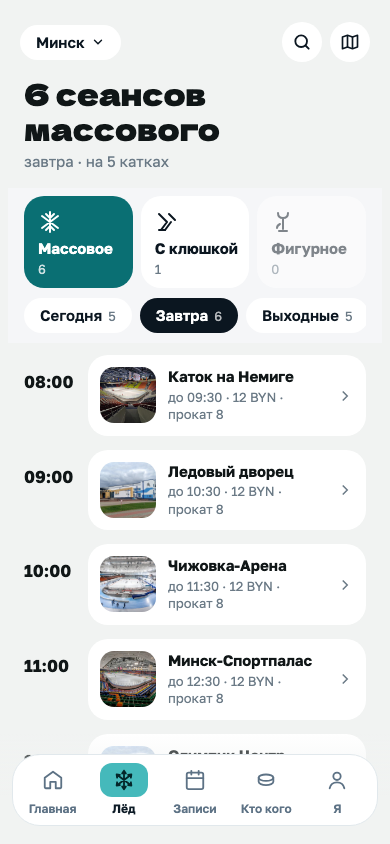 Минск
6 сеансов
массового
завтра · на 5 катках
Массовое
6
С клюшкой
1
Фигурное
0
Сегодня 5
Завтра 6
Выходные 5
08:00
Каток на Немиге
до 09:30 · 12 BYN ·
прокат 8
09:00
Ледовый дворец
до 10:30 · 12 BYN ·
прокат 8
10:00
Чижовка-Арена
до 11:30 · 12 BYN ·
прокат 8
11:00
Минск-Спортпалас
до 12:30 · 12 BYN ·
прокат 8
Главная
Лёд
Записи
Кто кого
Я